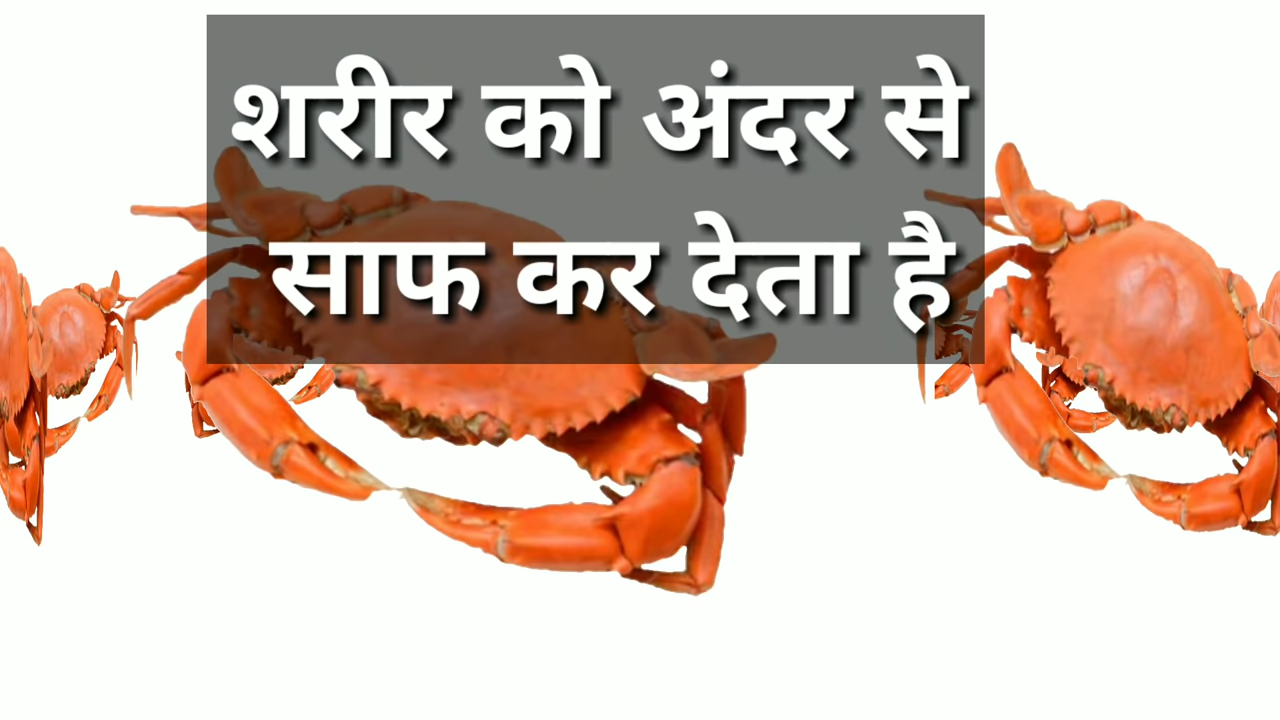 शरीर को अंदर से
साफ कर देता है